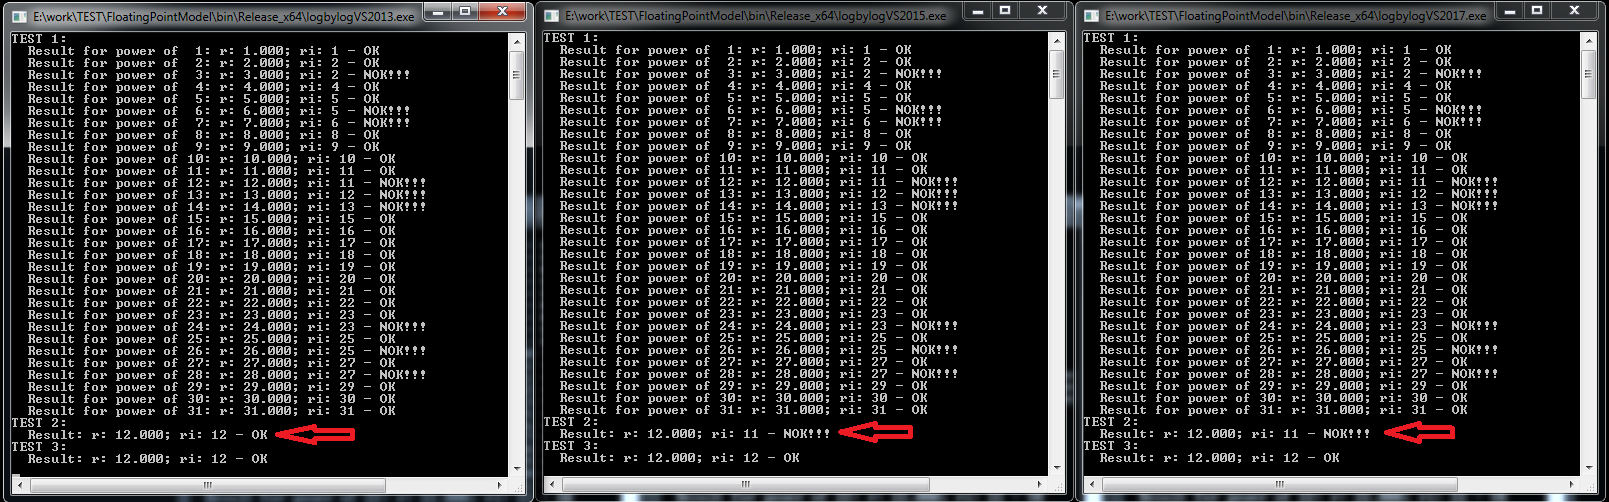 E:\work\TEST\FloatingPointModel\bin\Release_x64\logbylogVS2013.exe
TEST 1:
  Result for power of  1: r: 1.000; ri: 1 - OK
  Result for power of  2: r: 2.000; ri: 2 - OK
  Result for power of  3: r: 3.000; ri: 2 - NOK!!!
  Result for power of  4: r: 4.000; ri: 4 - OK
  Result for power of  5: r: 5.000; ri: 5 - OK
  Result for power of  6: r: 6.000; ri: 5 - NOK!!!
  Result for power of  7: r: 7.000; ri: 6 - NOK!!!
  Result for power of  8: r: 8.000; ri: 8 - OK
  Result for power of  9: r: 9.000; ri: 9 - OK
  Result for power of 10: r: 10.000; ri: 10 - OK
  Result for power of 11: r: 11.000; ri: 11 - OK
  Result for power of 12: r: 12.000; ri: 11 - NOK!!!
  Result for power of 13: r: 13.000; ri: 12 - NOK!!!
  Result for power of 14: r: 14.000; ri: 13 - NOK!!!
  Result for power of 15: r: 15.000; ri: 15 - OK
  Result for power of 16: r: 16.000; ri: 16 - OK
  Result for power of 17: r: 17.000; ri: 17 - OK
  Result for power of 18: r: 18.000; ri: 18 - OK
  Result for power of 19: r: 19.000; ri: 19 - OK
  Result for power of 20: r: 20.000; ri: 20 - OK
  Result for power of 21: r: 21.000; ri: 21 - OK
  Result for power of 22: r: 22.000; ri: 22 - OK
  Result for power of 23: r: 23.000; ri: 23 - OK
  Result for power of 24: r: 24.000; ri: 23 - NOK!!!
  Result for power of 25: r: 25.000; ri: 25 - OK
  Result for power of 26: r: 26.000; ri: 25 - NOK!!!
  Result for power of 27: r: 27.000; ri: 27 - OK
  Result for power of 28: r: 28.000; ri: 27 - NOK!!!
  Result for power of 29: r: 29.000; ri: 29 - OK
  Result for power of 30: r: 30.000; ri: 30 - OK
  Result for power of 31: r: 31.000; ri: 31 - OK
TEST 2:
  Result: r: 12.000; ri: 12 - OK
TEST 3:
  Result: r: 12.000; ri: 12 - OK
E:\work\TEST\FloatingPointModel\bin\Release_x64\logbylogVS2015.exe
TEST 1:
  Result for power of  1: r: 1.000; ri: 1 - OK
  Result for power of  2: r: 2.000; ri: 2 - OK
  Result for power of  3: r: 3.000; ri: 2 - NOK!!!
  Result for power of  4: r: 4.000; ri: 4 - OK
  Result for power of  5: r: 5.000; ri: 5 - OK
  Result for power of  6: r: 6.000; ri: 5 - NOK!!!
  Result for power of  7: r: 7.000; ri: 6 - NOK!!!
  Result for power of  8: r: 8.000; ri: 8 - OK
  Result for power of  9: r: 9.000; ri: 9 - OK
  Result for power of 10: r: 10.000; ri: 10 - OK
  Result for power of 11: r: 11.000; ri: 11 - OK
  Result for power of 12: r: 12.000; ri: 11 - NOK!!!
  Result for power of 13: r: 13.000; ri: 12 - NOK!!!
  Result for power of 14: r: 14.000; ri: 13 - NOK!!!
  Result for power of 15: r: 15.000; ri: 15 - OK
  Result for power of 16: r: 16.000; ri: 16 - OK
  Result for power of 17: r: 17.000; ri: 17 - OK
  Result for power of 18: r: 18.000; ri: 18 - OK
  Result for power of 19: r: 19.000; ri: 19 - OK
  Result for power of 20: r: 20.000; ri: 20 - OK
  Result for power of 21: r: 21.000; ri: 21 - OK
  Result for power of 22: r: 22.000; ri: 22 - OK
  Result for power of 23: r: 23.000; ri: 23 - OK
  Result for power of 24: r: 24.000; ri: 23 - NOK!!!
  Result for power of 25: r: 25.000; ri: 25 - OK
  Result for power of 26: r: 26.000; ri: 25 - NOK!!!
  Result for power of 27: r: 27.000; ri: 27 - OK
  Result for power of 28: r: 28.000; ri: 27 - NOK!!!
  Result for power of 29: r: 29.000; ri: 29 - OK
  Result for power of 30: r: 30.000; ri: 30 - OK
  Result for power of 31: r: 31.000; ri: 31 - OK
TEST 2:
  Result: r: 12.000; ri: 11 - NOK!!!
TEST 3:
  Result: r: 12.000; ri: 12 - OK
E:\work\TEST\FloatingPointModel\bin\Release_x64\logbylogVS2017.exe
TEST 1:
  Result for power of  1: r: 1.000; ri: 1 - OK
  Result for power of  2: r: 2.000; ri: 2 - OK
  Result for power of  3: r: 3.000; ri: 2 - NOK!!!
  Result for power of  4: r: 4.000; ri: 4 - OK
  Result for power of  5: r: 5.000; ri: 5 - OK
  Result for power of  6: r: 6.000; ri: 5 - NOK!!!
  Result for power of  7: r: 7.000; ri: 6 - NOK!!!
  Result for power of  8: r: 8.000; ri: 8 - OK
  Result for power of  9: r: 9.000; ri: 9 - OK
  Result for power of 10: r: 10.000; ri: 10 - OK
  Result for power of 11: r: 11.000; ri: 11 - OK
  Result for power of 12: r: 12.000; ri: 11 - NOK!!!
  Result for power of 13: r: 13.000; ri: 12 - NOK!!!
  Result for power of 14: r: 14.000; ri: 13 - NOK!!!
  Result for power of 15: r: 15.000; ri: 15 - OK
  Result for power of 16: r: 16.000; ri: 16 - OK
  Result for power of 17: r: 17.000; ri: 17 - OK
  Result for power of 18: r: 18.000; ri: 18 - OK
  Result for power of 19: r: 19.000; ri: 19 - OK
  Result for power of 20: r: 20.000; ri: 20 - OK
  Result for power of 21: r: 21.000; ri: 21 - OK
  Result for power of 22: r: 22.000; ri: 22 - OK
  Result for power of 23: r: 23.000; ri: 23 - OK
  Result for power of 24: r: 24.000; ri: 23 - NOK!!!
  Result for power of 25: r: 25.000; ri: 25 - OK
  Result for power of 26: r: 26.000; ri: 25 - NOK!!!
  Result for power of 27: r: 27.000; ri: 27 - OK
  Result for power of 28: r: 28.000; ri: 27 - NOK!!!
  Result for power of 29: r: 29.000; ri: 29 - OK
  Result for power of 30: r: 30.000; ri: 30 - OK
  Result for power of 31: r: 31.000; ri: 31 - OK
TEST 2:
  Result: r: 12.000; ri: 11 - NOK!!!
TEST 3:
  Result: r: 12.000; ri: 12 - OK